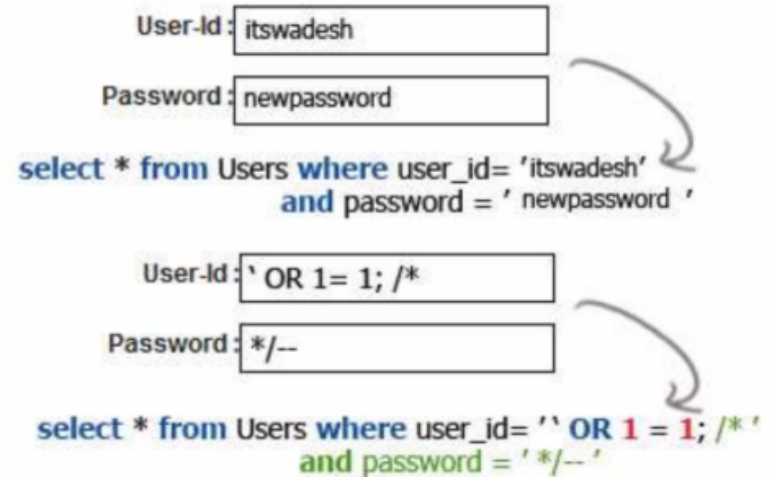 User-Id : itswadesh
Password : newpassword
select * from Users where user_id= 'itswadesh'
and password = ' newpassword '
User-Id : ` OR 1= 1; /*
Password : */--
select * from Users where user_id= '` OR 1 = 1; /* '
and password = ' */-- '